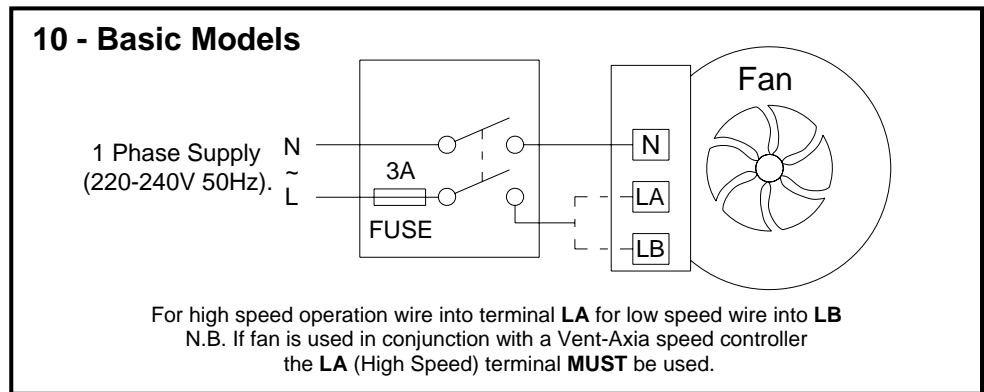 10 - Basic Models
Fan
1 Phase Supply
(220-240V 50Hz).
N
~
L
3A
FUSE
N
LA
LB
For high speed operation wire into terminal LA for low speed wire into LB
N.B. If fan is used in conjunction with a Vent-Axia speed controller
the LA (High Speed) terminal MUST be used.